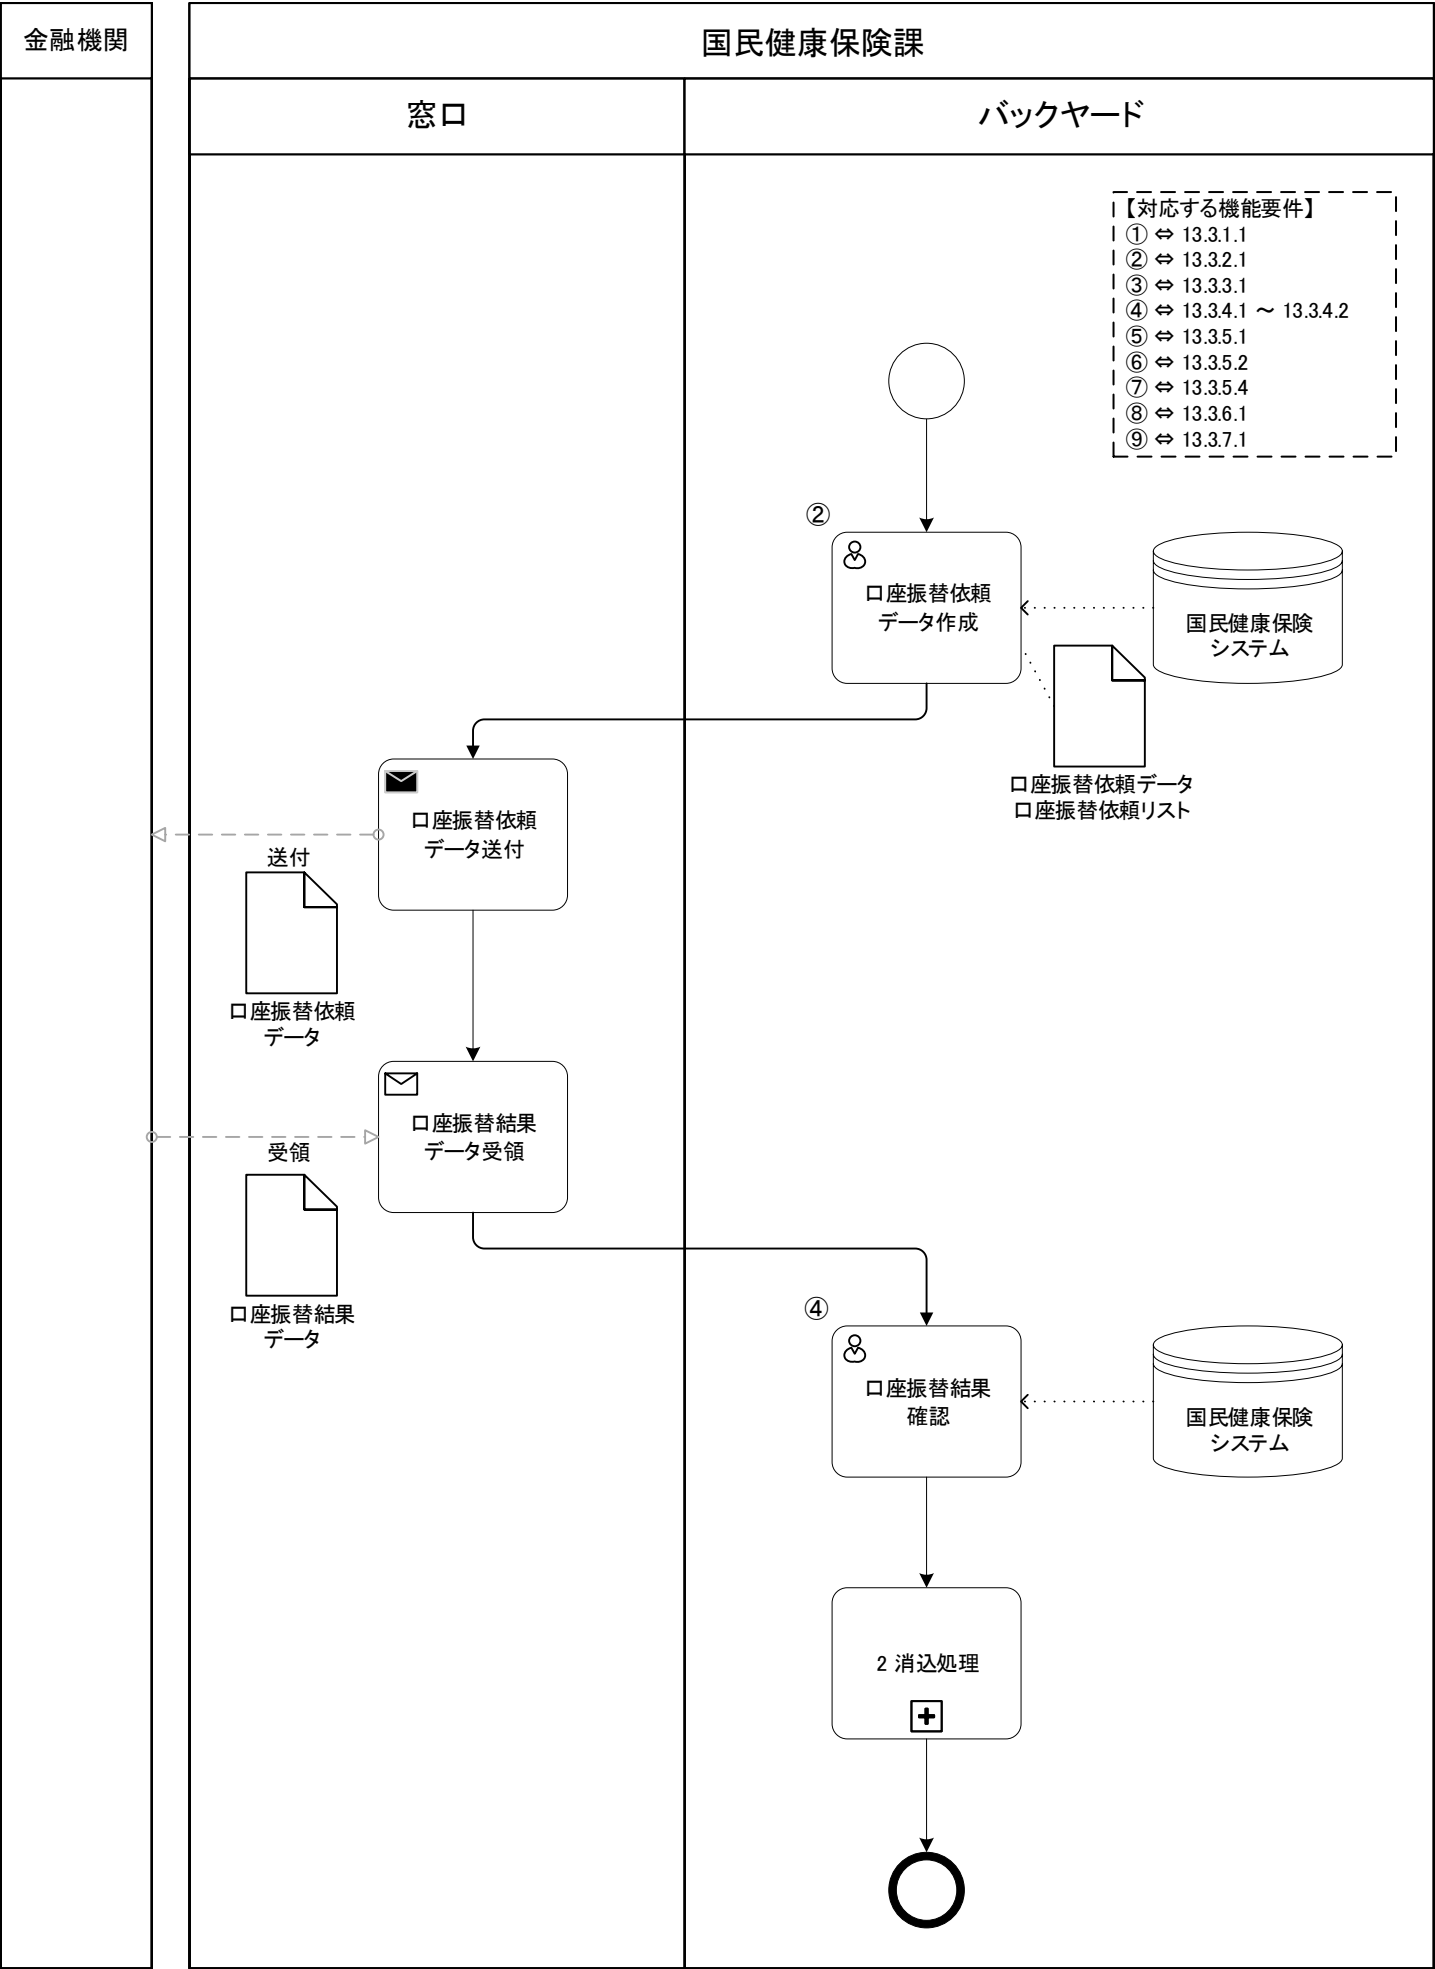 金融機関
国民健康保険課
窓口
バックヤード
【対応する機能要件】
① ⇔ 13.3.1.1
② ⇔ 13.3.2.1
③ ⇔ 13.3.3.1
④ ⇔ 13.3.4.1 ～ 13.3.4.2
⑤ ⇔ 13.3.5.1
⑥ ⇔ 13.3.5.2
⑦ ⇔ 13.3.5.4
⑧ ⇔ 13.3.6.1
⑨ ⇔ 13.3.7.1
②
口座振替依頼
データ作成
国民健康保険
システム
口座振替依頼データ
口座振替依頼リスト
口座振替依頼
データ送付
送付
口座振替依頼
データ
口座振替結果
データ受領
受領
口座振替結果
データ
④
口座振替結果
確認
国民健康保険
システム
2 消込処理